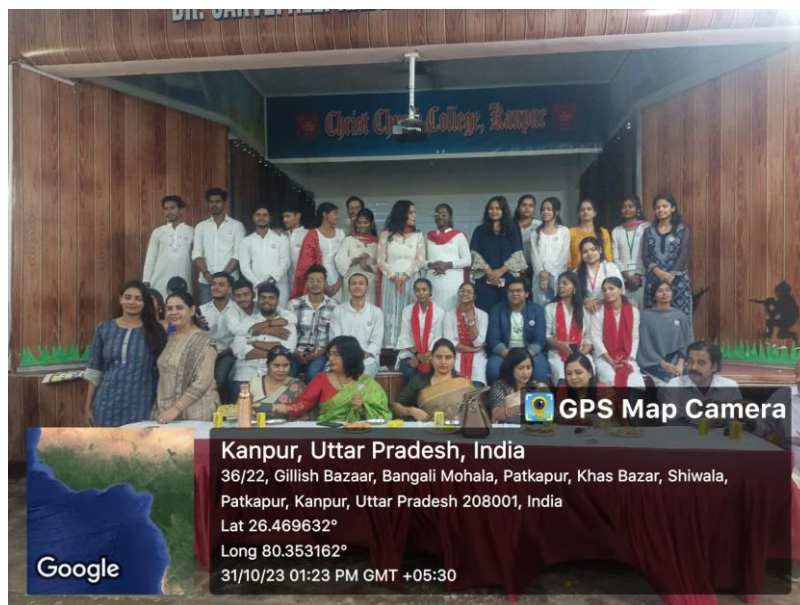 Christ Church College, Kanpur
GPS Map Camera
Kanpur, Uttar Pradesh, India
36/22, Gillish Bazaar, Bangali Mohala, Patkapur, Khas Bazar, Shiwala,
Patkapur, Kanpur, Uttar Pradesh 208001, India
Lat 26.469632°
Long 80.353162°
31/10/23 01:23 PM GMT +05:30
Google